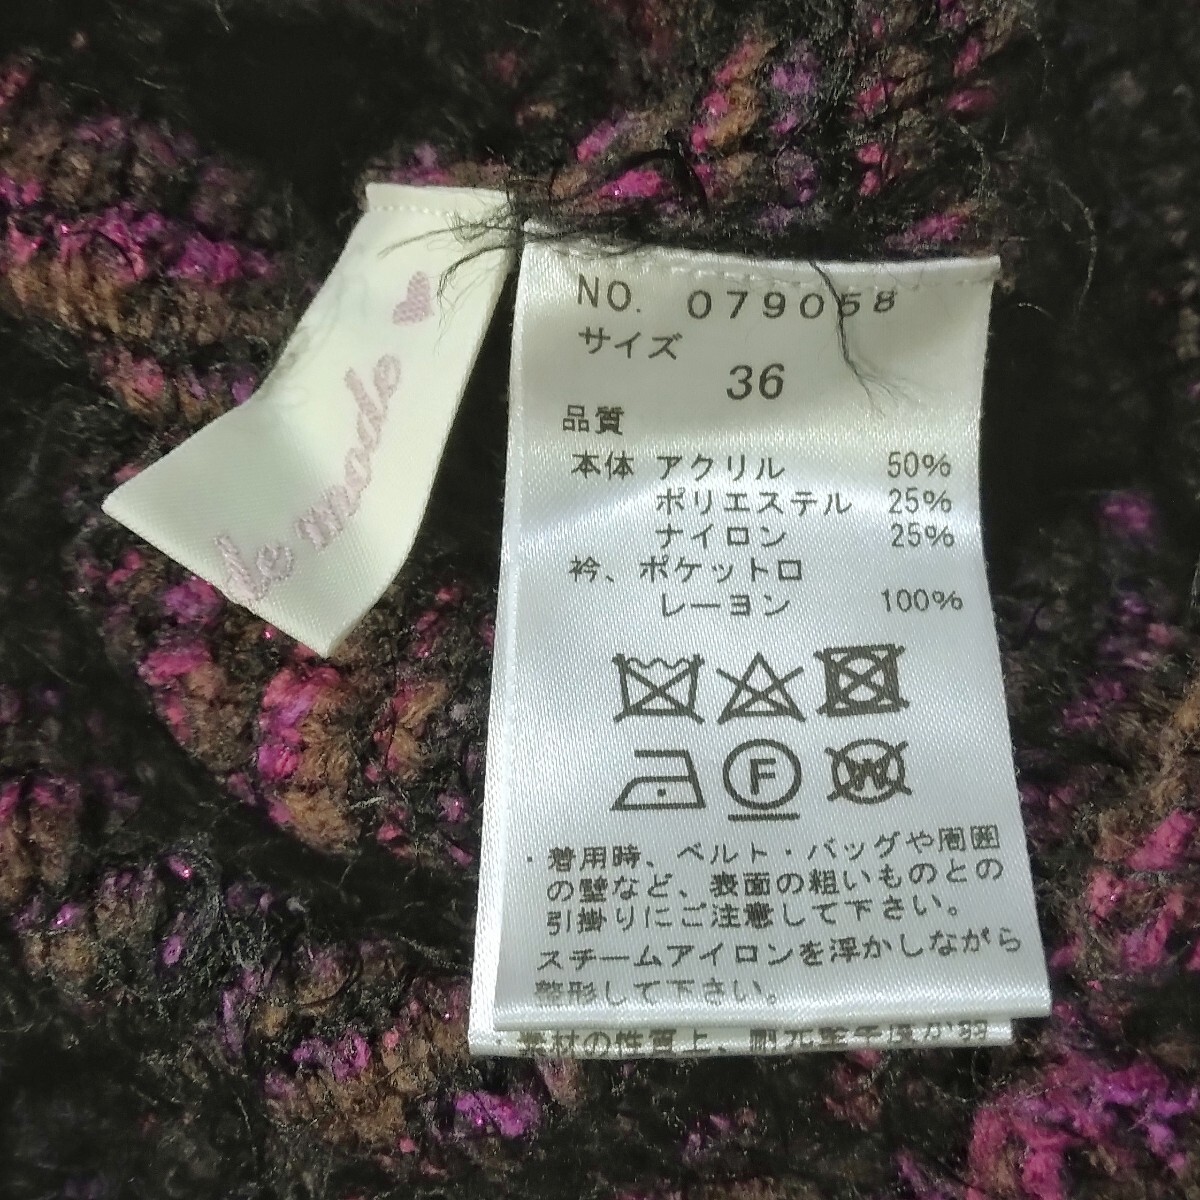 de mode
NO. 079058
サイズ
36
品質
本体 アクリル 50%
ポリエステル 25%
ナイロン 25%
衿、ポケット口
レーヨン 100%
F
W
・着用時、ベルト・バッグや周囲
の壁など、表面の粗いものとの
引掛りにご注意して下さい。
スチームアイロンを浮かしながら
整形して下さい。
の性質上、